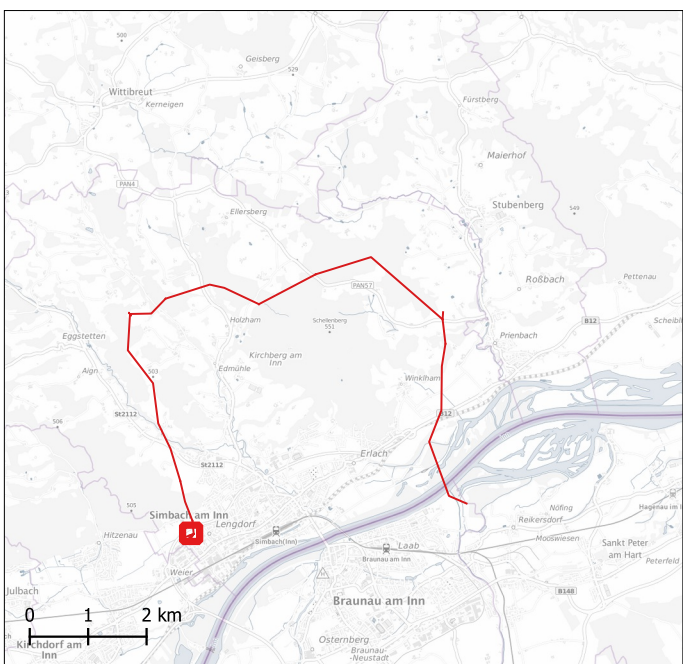 500
Geisberg
529
Wittibreut
Kerneigen
Fürstberg
Maierhof
PAN4
Stubenberg
549
Ellersberg
Roßbach
Pettenau
PAN57
Holzham
Schellenberg
551
B12
Eggstetten
Prienbach
Kirchberg am
Inn
Aign
503
Edmühle
Winklham
St2112
B12
506
Erlach
St2112
505
Simbach am Inn
Lengdorf
Nöfing
Hagenau im I
Reikersdorf
Hitzenau
Simbach(Inn)
Mooswiesen
Laab
Sankt Peter
am Hart
Braunau am Inn
Peterfeld
Weier
Julbach
B148
0 1 2 km
Braunau am Inn
Kirchdorf am
Inn
Osternberg
Braunau-
Neustadt